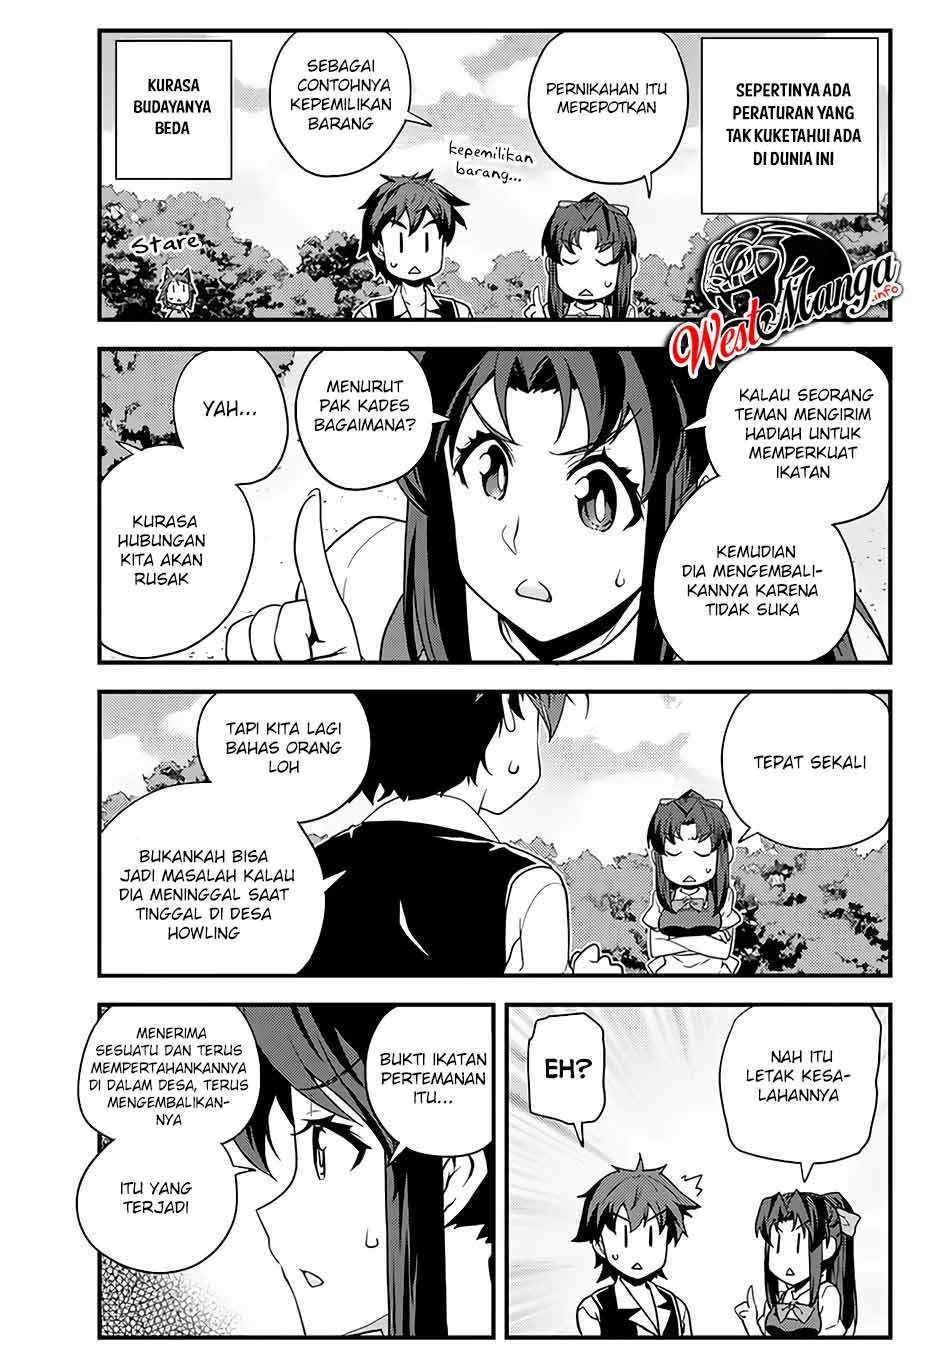 SEPERTINYA ADA
PERATURAN YANG
TAK KUKETAHUI ADA
DI DUNIA INI
PERNIKAHAN ITU
MEREPOTKAN
SEBAGAI
CONTOHNYA
KEPEMILIKAN
BARANG
kepemilikan
barang...
KURASA
BUDAYANYA
BEDA
Stare
WestManga
.info
KALAU SEORANG
TEMAN MENGIRIM
HADIAH UNTUK
MEMPERKUAT
IKATAN
KEMUDIAN
DIA MENGEMBALI-
KANNYA KARENA
TIDAK SUKA
MENURUT
PAK KADES
BAGAIMANA?
YAH...
KURASA
HUBUNGAN
KITA AKAN
RUSAK
TEPAT SEKALI
TAPI KITA LAGI
BAHAS ORANG
LOH
BUKANKAH BISA
JADI MASALAH KALAU
DIA MENINGGAL SAAT
TINGGAL DI DESA
HOWLING
NAH ITU
LETAK KESA-
LAHANNYA
EH?
BUKTI IKATAN
PERTEMANAN
ITU...
MENERIMA
SESUATU DAN TERUS
MEMPERTAHANKANNYA
DI DALAM DESA, TERUS
MENGEMBALIKAN-
NYA
ITU YANG
TERJADI